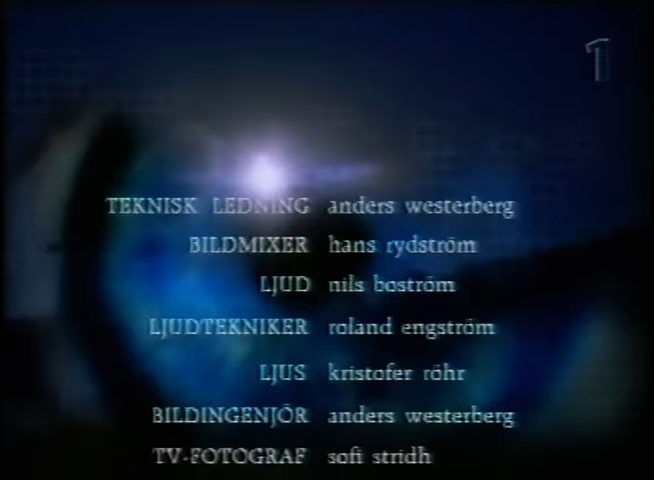 1
TEKNISK LEDNING anders westerberg
BILDMIXER hans rydström
LJUD nils boström
LJUDTEKNIKER roland engström
LJUS kristofer röhr
BILDINGENJÖR anders westerberg
TV-FOTOGRAF sofi stridh